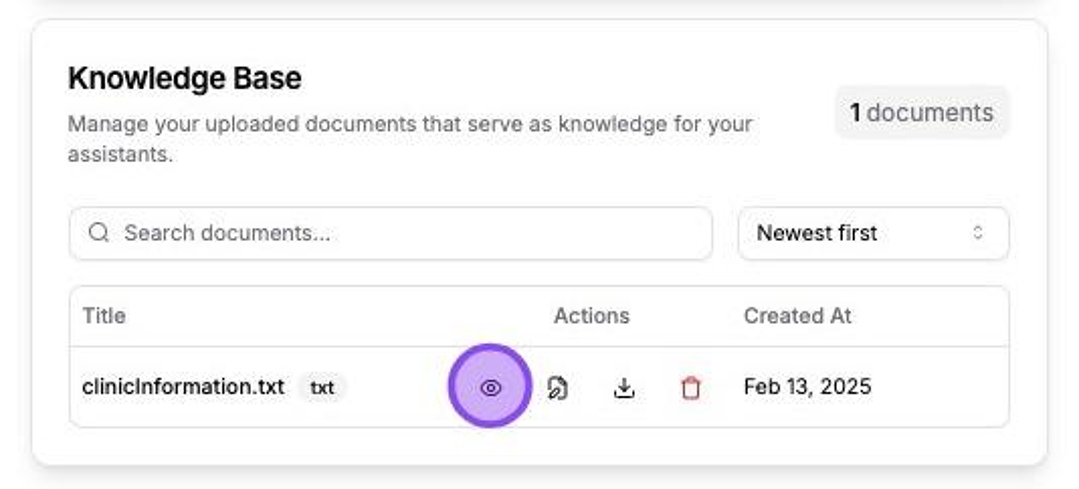 Knowledge Base
Manage your uploaded documents that serve as knowledge for your
assistants.
1 documents
Search documents...
Newest first
Title
Actions
Created At
clinicInformation.txt
txt
Feb 13, 2025